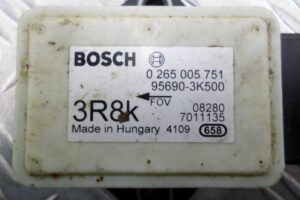 BOSCH 0 265 005 751
95690-3K500
FOV
3R8k 08280
7011135
Made in Hungary 4109 658